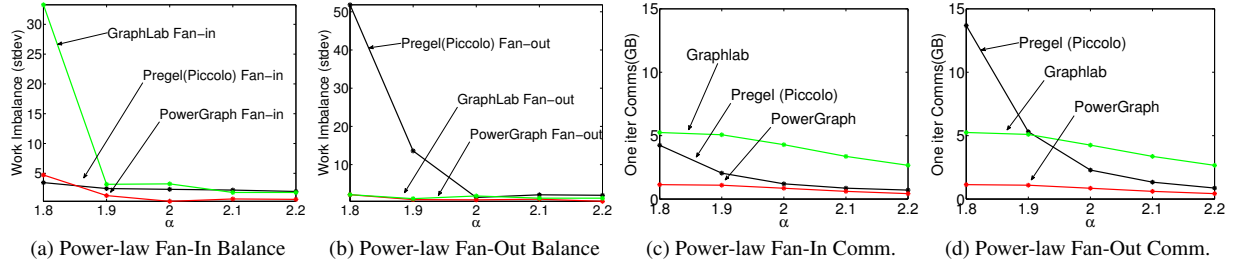 Work Imbalance (stdev)
30
25
20
15
10
5
1.8
1.9
2
2.1
2.2
α
GraphLab Fan−in
Pregel(Piccolo) Fan−in
PowerGraph Fan−in
(a) Power-law Fan-In Balance
Work Imbalance (stdev)
50
40
30
20
10
1.8
1.9
2
2.1
2.2
α
Pregel(Piccolo) Fan−out
GraphLab Fan−out
PowerGraph Fan−out
(b) Power-law Fan-Out Balance
One iter Comms(GB)
15
10
5
0
1.8
1.9
2
2.1
2.2
α
Graphlab
Pregel (Piccolo)
PowerGraph
(c) Power-law Fan-In Comm.
One iter Comms(GB)
15
10
5
0
1.8
1.9
2
2.1
2.2
α
Pregel (Piccolo)
Graphlab
PowerGraph
(d) Power-law Fan-Out Comm.